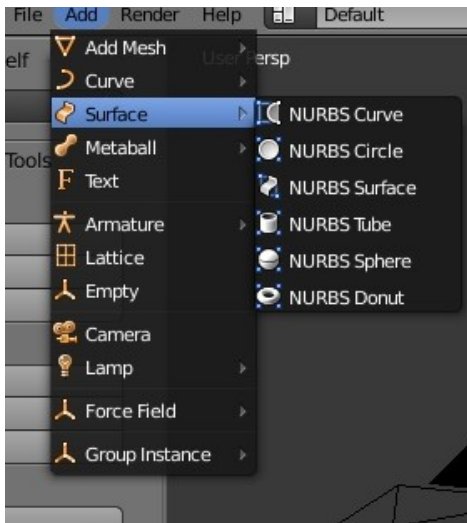 File Add Render Help Default
elf
User Persp
Tools
Add Mesh
Curve
Surface
Metaball
Text
Armature
Lattice
Empty
Camera
Lamp
Force Field
Group Instance
NURBS Curve
NURBS Circle
NURBS Surface
NURBS Tube
NURBS Sphere
NURBS Donut